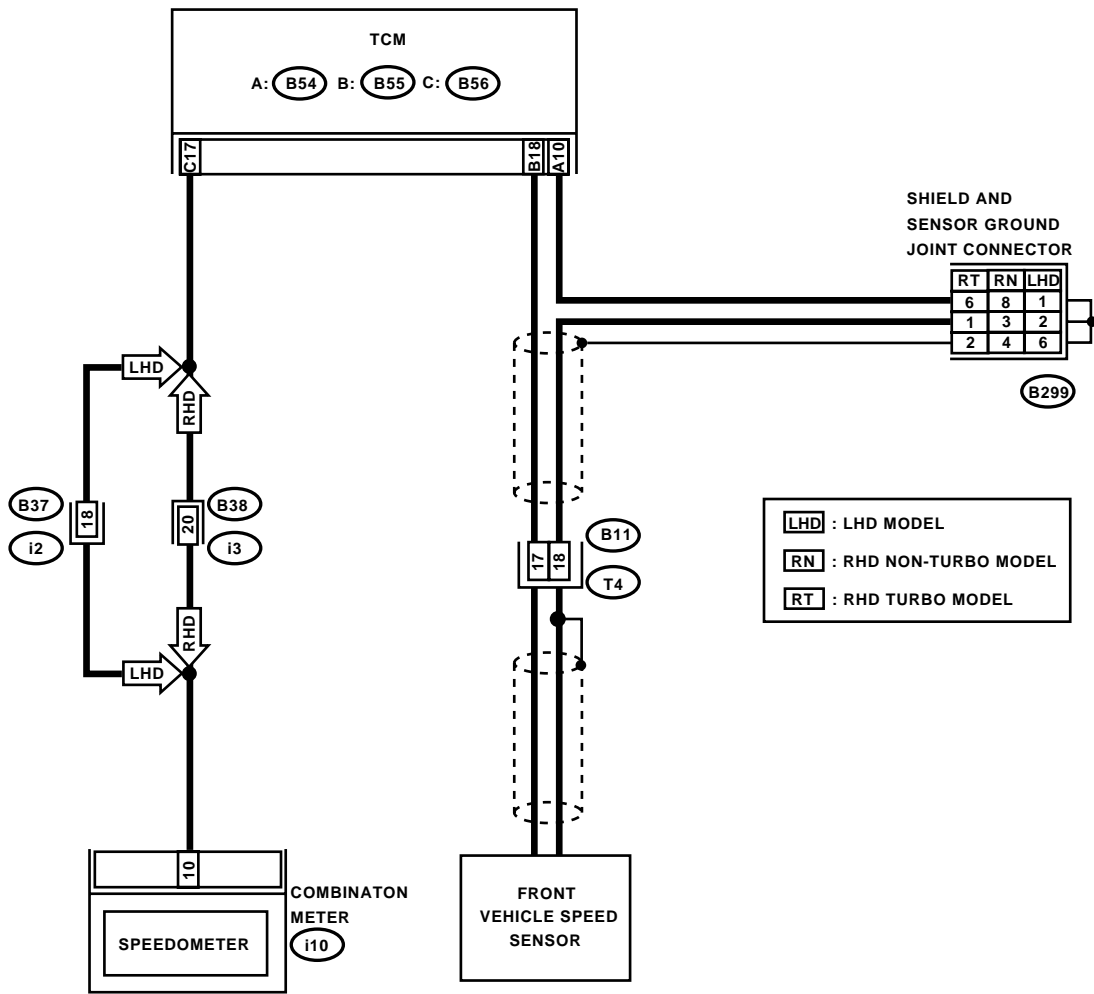 TCM
A: B54 B: B55 C: B56
C17
B18
A10
SHIELD AND
SENSOR GROUND
JOINT CONNECTOR
RT RN LHD
6 8 1
1 3 2
2 4 6
B299
LHD
RHD
B37
18
i2
20
B38
i3
RHD
LHD
B11
17
18
T4
LHD : LHD MODEL
RN : RHD NON-TURBO MODEL
RT : RHD TURBO MODEL
10
COMBINATON
METER
i10
SPEEDOMETER
FRONT
VEHICLE SPEED
SENSOR